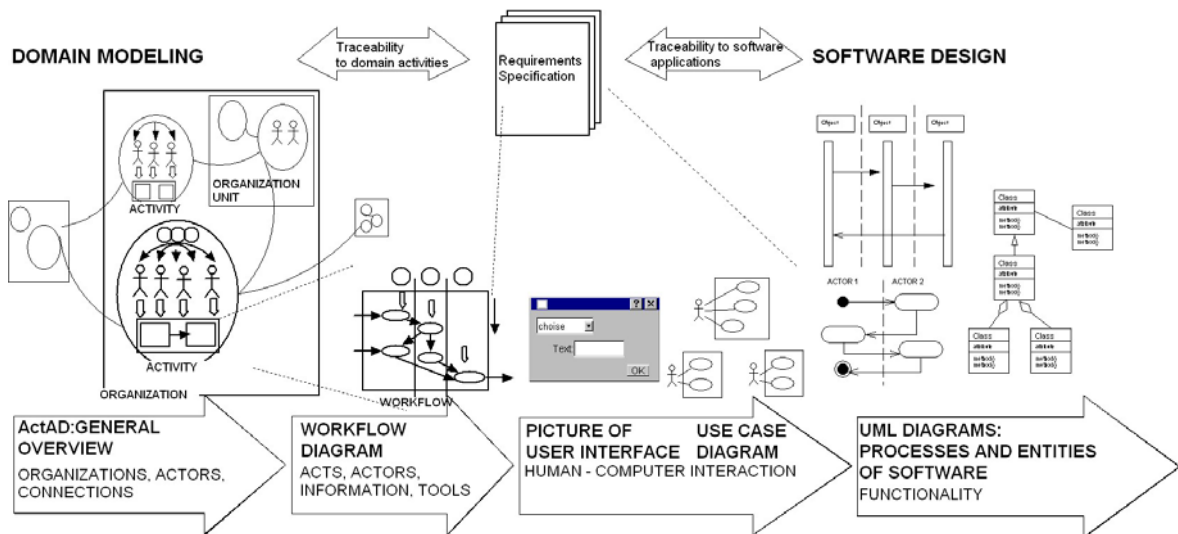 DOMAIN MODELING
Traceability
to domain activities
Requirements
Specification
Traceability to software
applications
SOFTWARE DESIGN
ORGANIZATION
UNIT
ACTIVITY
ACTIVITY
ORGANIZATION
WORKFLOW
choise
Text
OK
Object
Object
Object
ACTOR 1
ACTOR 2
Class
Class
Class
Class
Class
ActAD:GENERAL
OVERVIEW
ORGANIZATIONS, ACTORS,
CONNECTIONS
WORKFLOW
DIAGRAM
ACTS, ACTORS,
INFORMATION, TOOLS
PICTURE OF
USER INTERFACE
USE CASE
DIAGRAM
HUMAN - COMPUTER INTERACTION
UML DIAGRAMS:
PROCESSES AND ENTITIES
OF SOFTWARE
FUNCTIONALITY